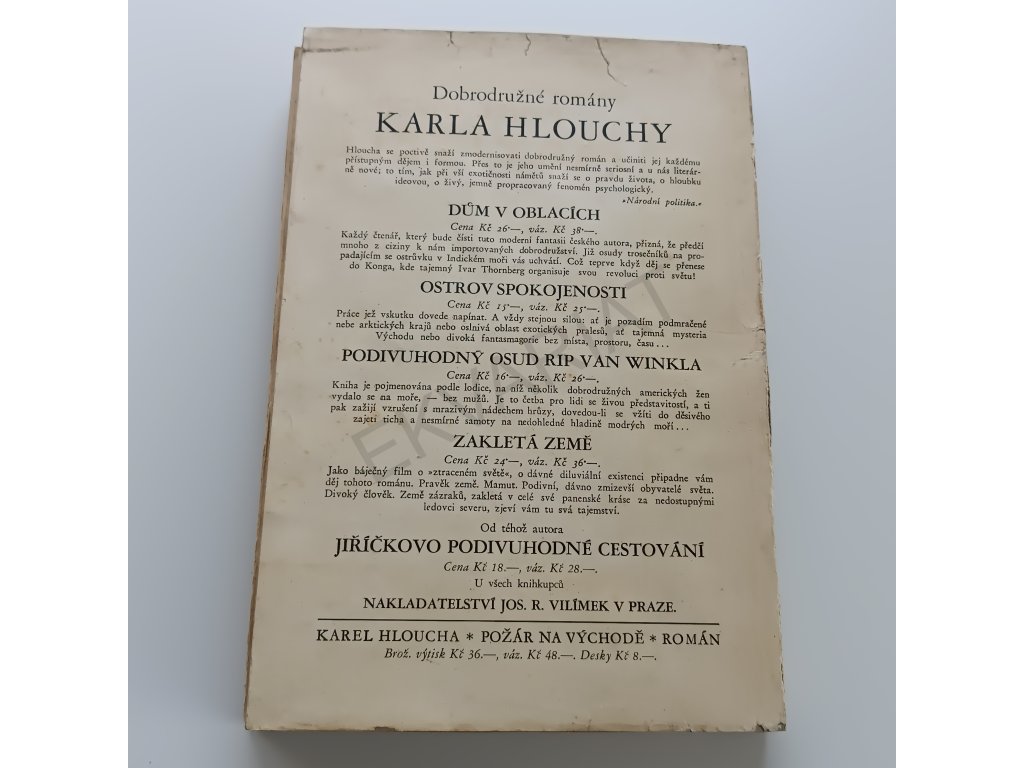 Dobrodružné romány
KARLA HLOUCHY
Hloucha se poctivě snaží zmodernisovati dobrodružný román a učiniti jej každému
přístupným dějem i formou. Přes to je jeho umění nesmírně seriosní a u nás literár-
ně nové; to tím, jak při vší exotičnosti námětů snaží se o pravdu života, o hloubku
ideovou, o živý, jemně propracovaný fenomén psychologický.
»Národní politika.«
DŮM V OBLACÍCH
Cena Kč 26·—, váz. Kč 38·—.
Každý čtenář, který bude čísti tuto moderní fantasii českého autora, přizná, že předčí
mnoho z ciziny k nám importovaných dobrodružství. Již osudy trosečníků na pro-
padajícím se ostrůvku v Indickém moři vás uchvátí. Což teprve když děj se přenese
do Konga, kde tajemný Ivar Thornberg organisuje svou revoluci proti světu!
OSTROV SPOKOJENOSTI
Cena Kč 15·—, váz. Kč 25·—.
Práce jež vskutku dovede napínat. A vždy stejnou silou: ať je pozadím podmračené
nebe arktických krajů nebo oslnivá oblast exotických pralesů, ať tajemná mysteria
Východu nebo divoká fantasmagorie bez místa, prostoru, času...
PODIVUHODNÝ OSUD RIP VAN WINKLA
Cena Kč 16·—, váz. Kč 26·—.
Kniha je pojmenována podle lodice, na níž několik dobrodružných amerických žen
vydalo se na moře, — bez mužů. Je to četba pro lidi se živou představitostí, a ti
pak zažijí vzrušení s mrazivým nádechem hrůzy, dovedou-li se vžíti do děsivého
zajetí ticha a nesmírné samoty na nedohledné hladině modrých moří...
ZAKLETÁ ZEMĚ
Cena Kč 24·—, váz. Kč 36·—.
Jako báječný film o »ztraceném světě«, o dávné diluviální existenci připadne vám
děj tohoto románu. Pravěk země. Mamut. Podivní, dávno zmizevší obyvatelé světa.
Divoký člověk. Země zázraků, zakletá v celé své panenské kráse za nedostupnými
ledovci severu, zjeví vám tu svá tajemství.
Od téhož autora
JIŘÍČKOVO PODIVUHODNÉ CESTOVÁNÍ
Cena Kč 18.—, váz. Kč 28.—.
U všech knihkupců
NAKLADATELSTVÍ JOS. R. VILÍMEK V PRAZE.
KAREL HLOUCHA * POŽÁR NA VÝCHODĚ * ROMÁN
Brož. výtisk Kč 36.—, váz. Kč 48.—. Desky Kč 8.—.